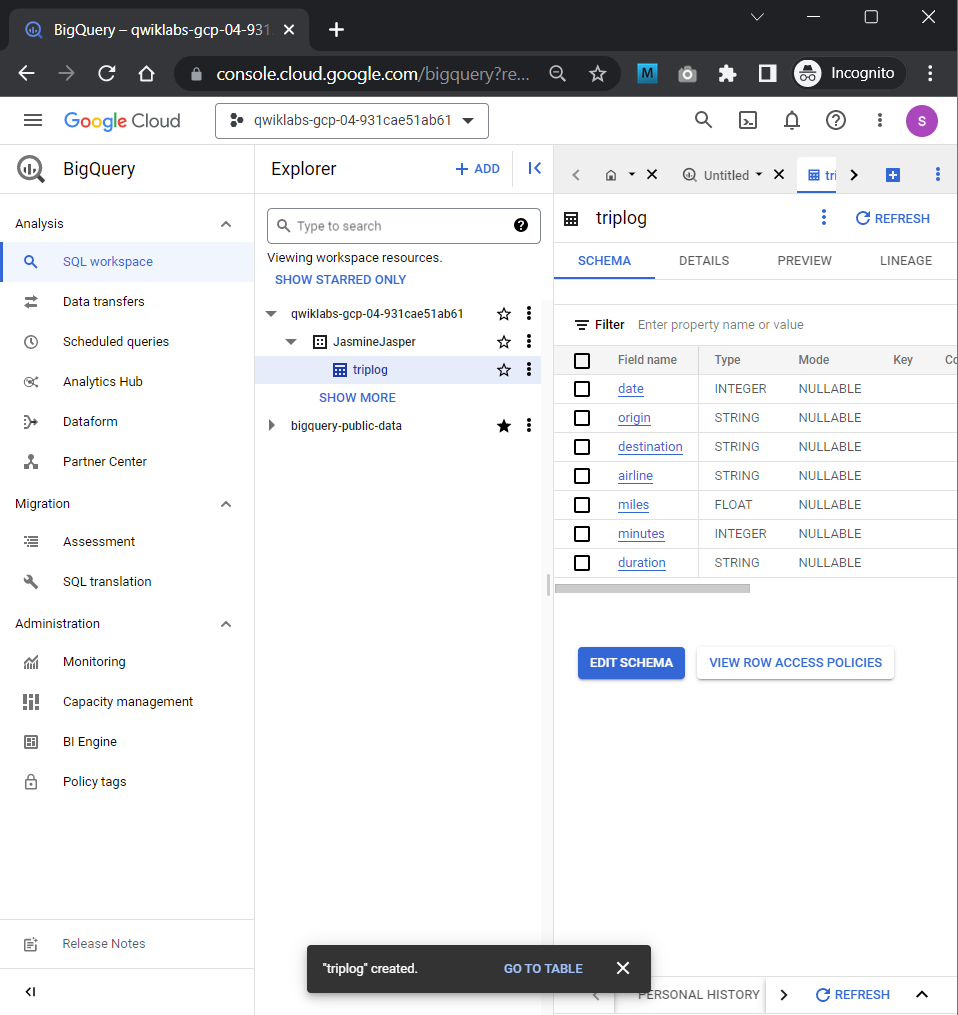 BigQuery – qwiklabs-gcp-04-931
console.cloud.google.com/bigquery?re...
M
Incognito
Google Cloud
qwiklabs-gcp-04-931cae51ab61
S
BigQuery
Analysis
SQL workspace
Data transfers
Scheduled queries
Analytics Hub
Dataform
Partner Center
Migration
Assessment
SQL translation
Administration
Monitoring
Capacity management
BI Engine
Policy tags
Release Notes
Explorer
+ ADD
Type to search
Viewing workspace resources.
SHOW STARRED ONLY
qwiklabs-gcp-04-931cae51ab61
JasmineJasper
triplog
SHOW MORE
bigquery-public-data
Untitled
tri
triplog
REFRESH
SCHEMA DETAILS PREVIEW LINEAGE
Filter Enter property name or value
Field name Type Mode Key Co
date INTEGER NULLABLE
origin STRING NULLABLE
destination STRING NULLABLE
airline STRING NULLABLE
miles FLOAT NULLABLE
minutes INTEGER NULLABLE
duration STRING NULLABLE
EDIT SCHEMA VIEW ROW ACCESS POLICIES
"triplog" created. GO TO TABLE
PERSONAL HISTORY REFRESH